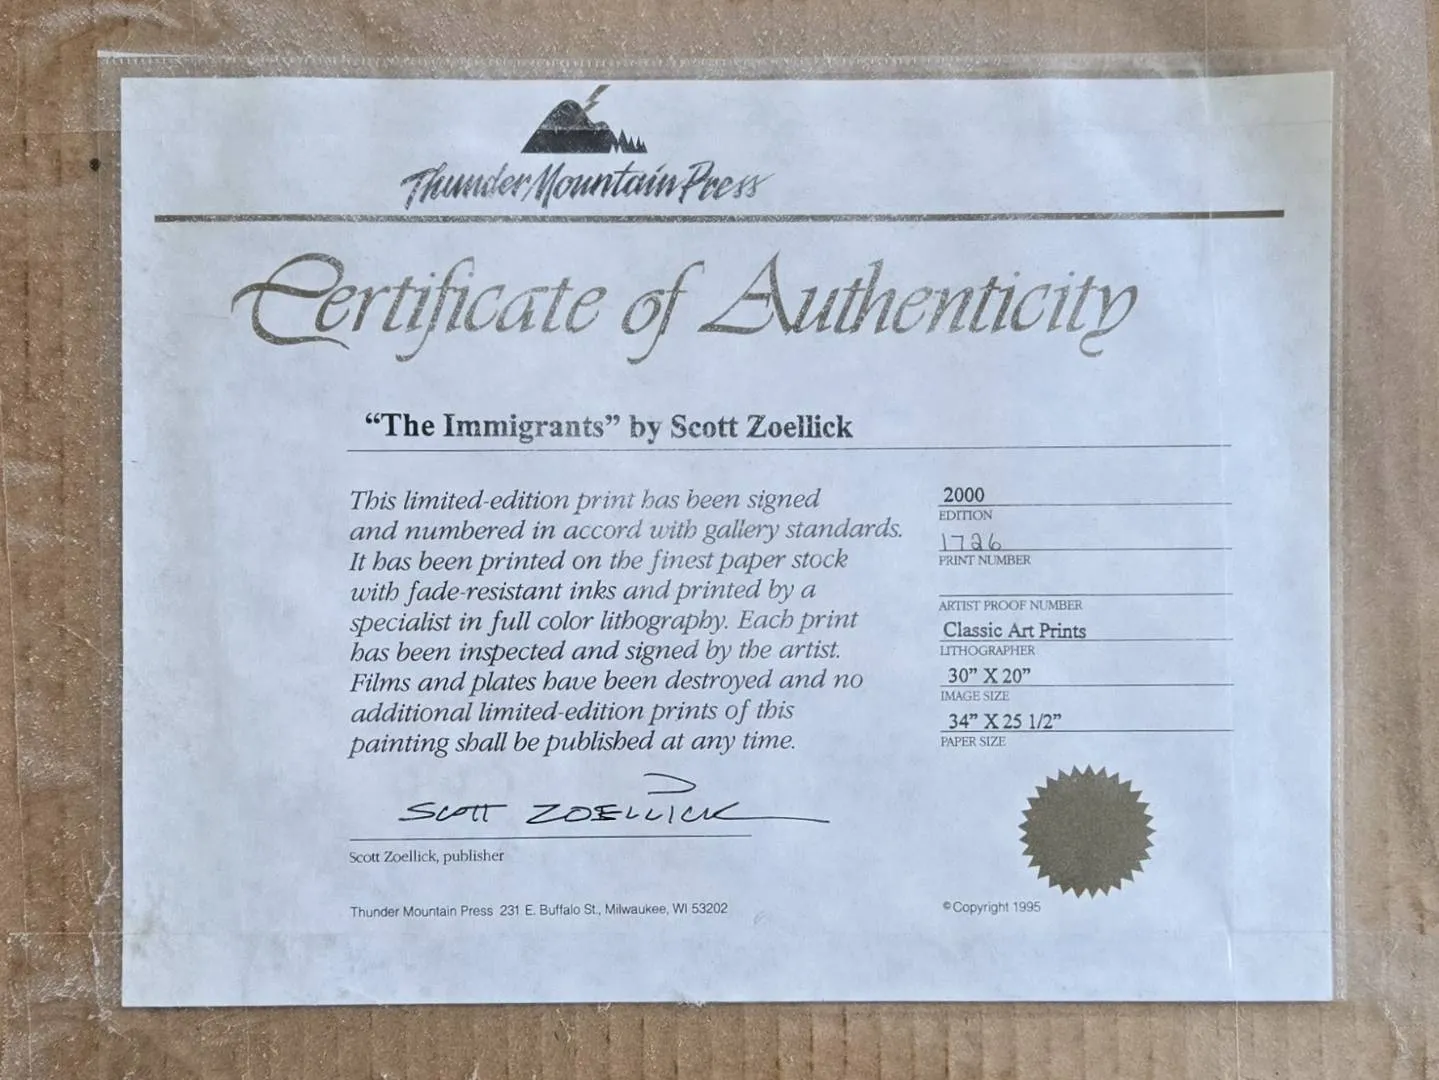 Thunder Mountain Press
Certificate of Authenticity
“The Immigrants” by Scott Zoellick
This limited-edition print has been signed
and numbered in accord with gallery standards.
It has been printed on the finest paper stock
with fade-resistant inks and printed by a
specialist in full color lithography. Each print
has been inspected and signed by the artist.
Films and plates have been destroyed and no
additional limited-edition prints of this
painting shall be published at any time.
SCOTT ZOELLICK
Scott Zoellick, publisher
Thunder Mountain Press 231 E. Buffalo St., Milwaukee, WI 53202
2000
EDITION
1726
PRINT NUMBER
ARTIST PROOF NUMBER
Classic Art Prints
LITHOGRAPHER
30” X 20”
IMAGE SIZE
34” X 25 1/2”
PAPER SIZE
© Copyright 1995